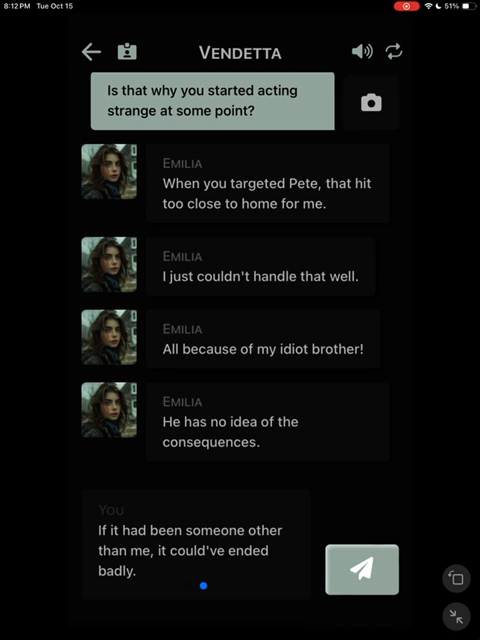 8:12 PM Tue Oct 15
51%
VENDETTA
Is that why you started acting
strange at some point?
EMILIA
When you targeted Pete, that hit
too close to home for me.
EMILIA
I just couldn't handle that well.
EMILIA
All because of my idiot brother!
EMILIA
He has no idea of the
consequences.
YOU
If it had been someone other
than me, it could've ended
badly.